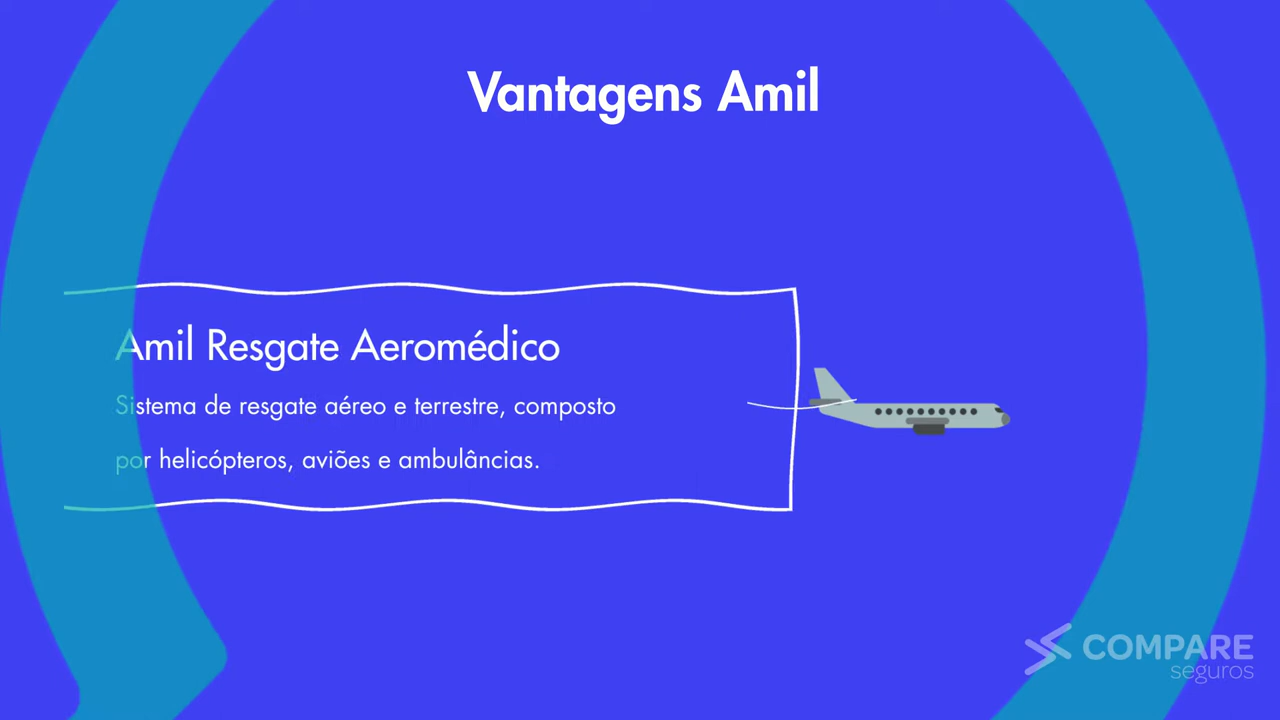 Vantagens Amil
Amil Resgate Aeromédico
Sistema de resgate aéreo e terrestre, composto
por helicópteros, aviões e ambulâncias.
COMPARE
seguros